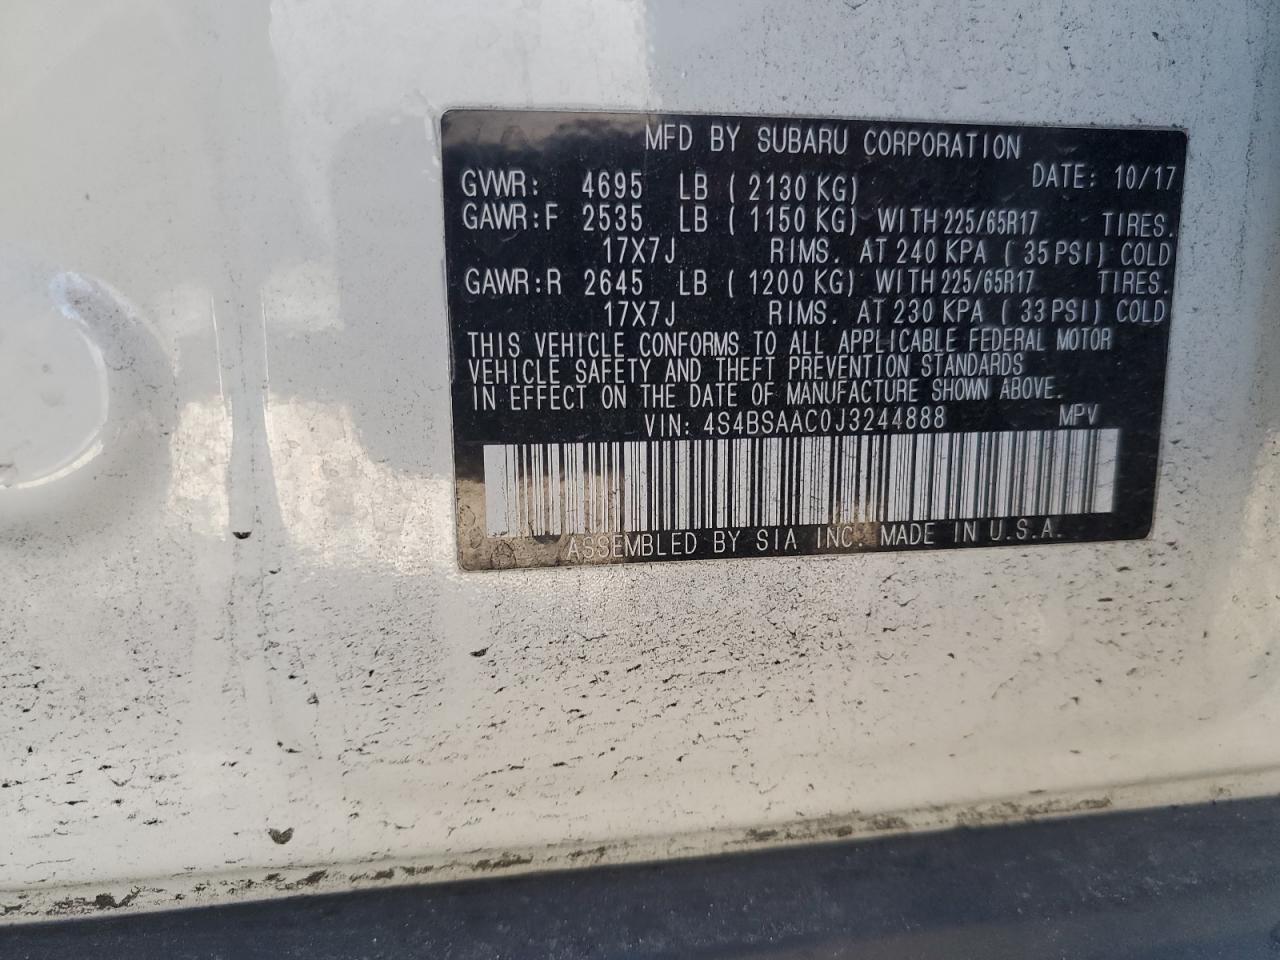 MFD BY SUBARU CORPORATION
DATE: 10/17
GVWR: 4695 LB ( 2130 KG)
GAWR:F 2535 LB ( 1150 KG) WITH 225/65R17 TIRES.
17X7J RIMS. AT 240 KPA ( 35 PSI) COLD
GAWR:R 2645 LB ( 1200 KG) WITH 225/65R17 TIRES.
17X7J RIMS. AT 230 KPA ( 33 PSI) COLD
THIS VEHICLE CONFORMS TO ALL APPLICABLE FEDERAL MOTOR
VEHICLE SAFETY AND THEFT PREVENTION STANDARDS
IN EFFECT ON THE DATE OF MANUFACTURE SHOWN ABOVE.
VIN: 4S4BSAAC0J3244888 MPV
ASSEMBLED BY SIA INC. MADE IN U.S.A.